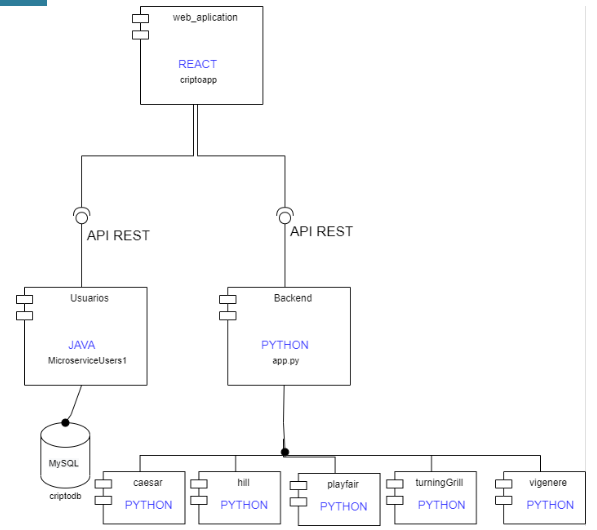 web_aplication
REACT
criptoapp
API REST
API REST
Usuarios
JAVA
MicroserviceUsers1
Backend
PYTHON
app.py
MySQL
criptodb
caesar
PYTHON
hill
PYTHON
playfair
PYTHON
turningGrill
PYTHON
vigenere
PYTHON